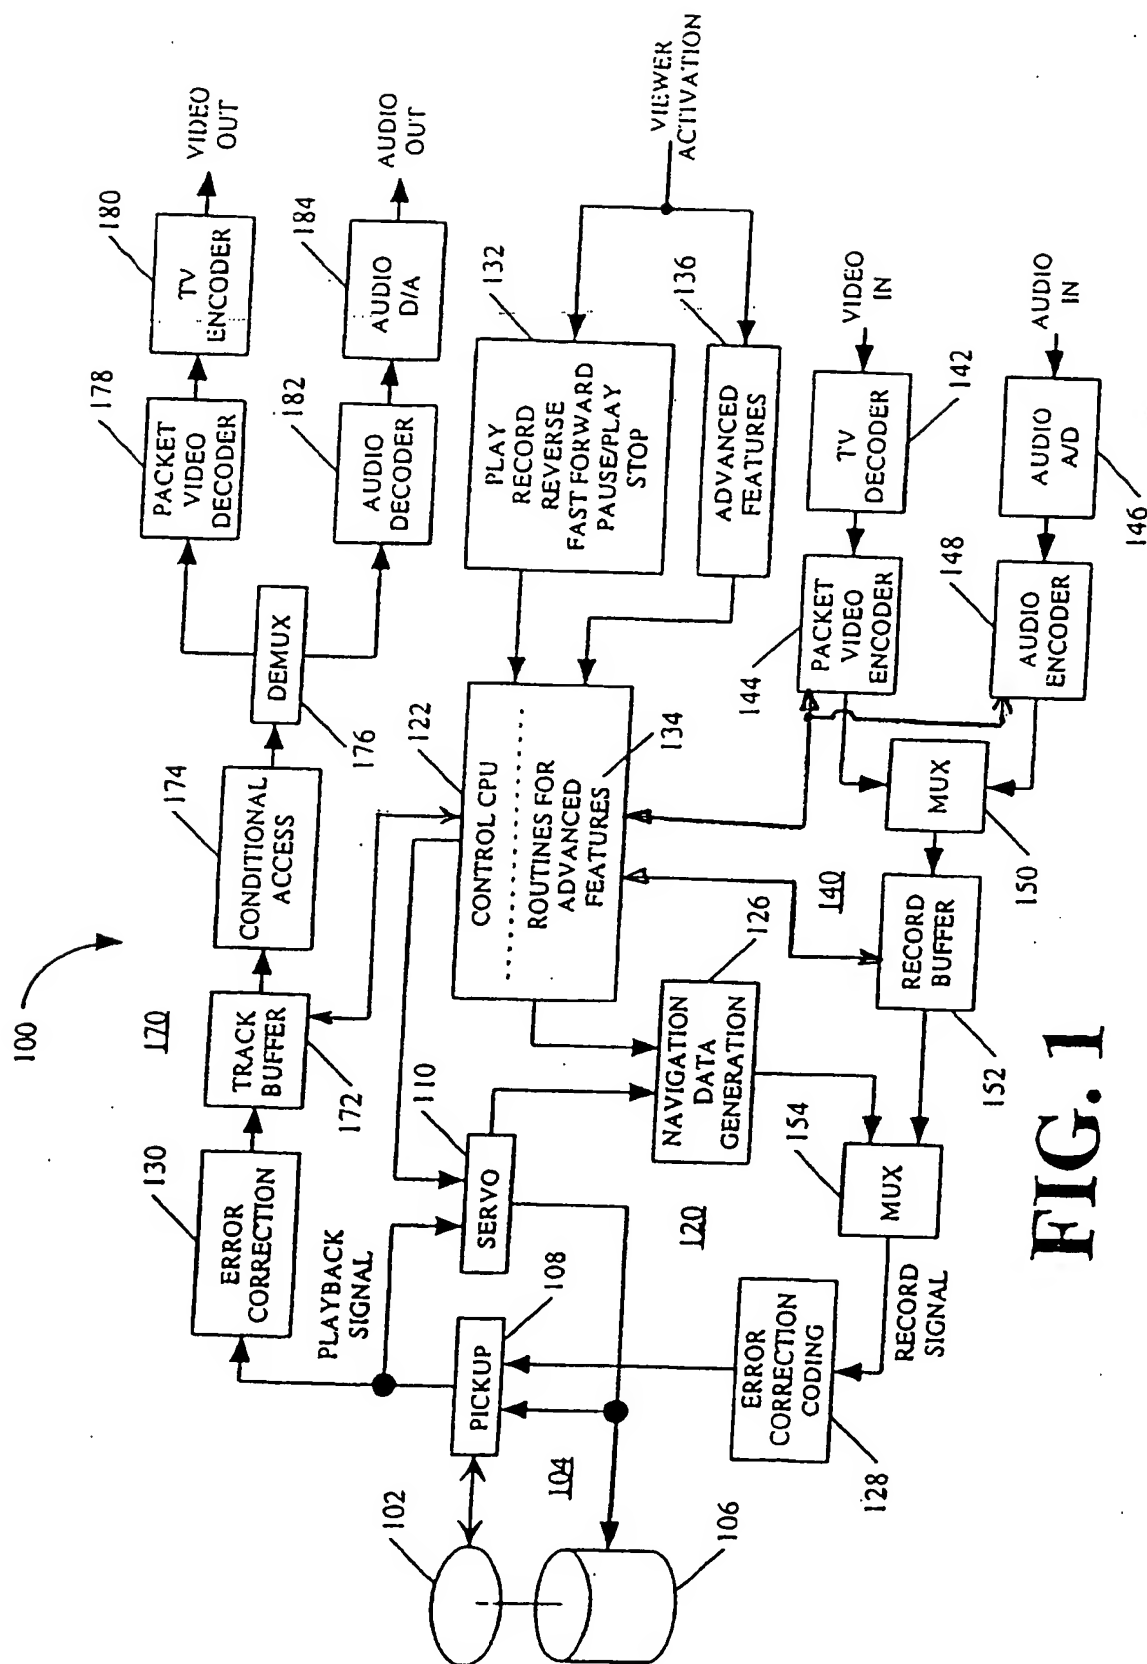 100
170
130
ERROR
CORRECTION
TRACK
BUFFER
172
174
CONDITIONAL
ACCESS
DEMUX
176
178
PACKET
VIDEO
DECODER
180
TV
ENCODER
VIDEO
OUT
182
AUDIO
DECODER
184
AUDIO
D/A
AUDIO
OUT
PLAYBACK
SIGNAL
102
104
106
PICKUP
108
SERVO
110
CONTROL CPU
122
ROUTINES FOR
ADVANCED
FEATURES
134
PLAY
RECORD
REVERSE
FAST FORWARD
PAUSE/PLAY
STOP
132
ADVANCED
FEATURES
136
VIEWER
ACTIVATION
120
NAVIGATION
DATA
GENERATION
126
140
144
PACKET
VIDEO
ENCODER
TV
DECODER
142
VIDEO
IN
148
AUDIO
ENCODER
AUDIO
A/D
146
AUDIO
IN
MUX
150
RECORD
BUFFER
152
154
MUX
RECORD
SIGNAL
ERROR
CORRECTION
CODING
128
FIG. 1